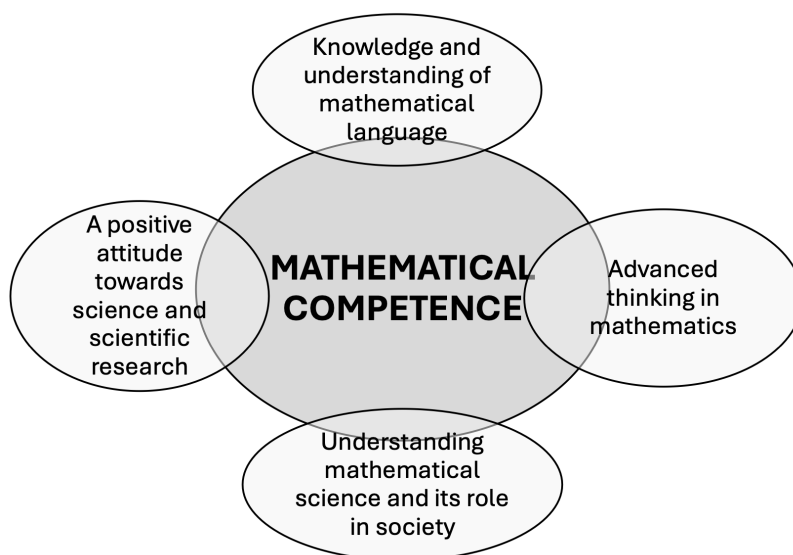 Knowledge and
understanding of
mathematical
language
A positive
attitude
towards
science and
scientific
research
MATHEMATICAL
COMPETENCE
Advanced
thinking in
mathematics
Understanding
mathematical
science and its role
in society